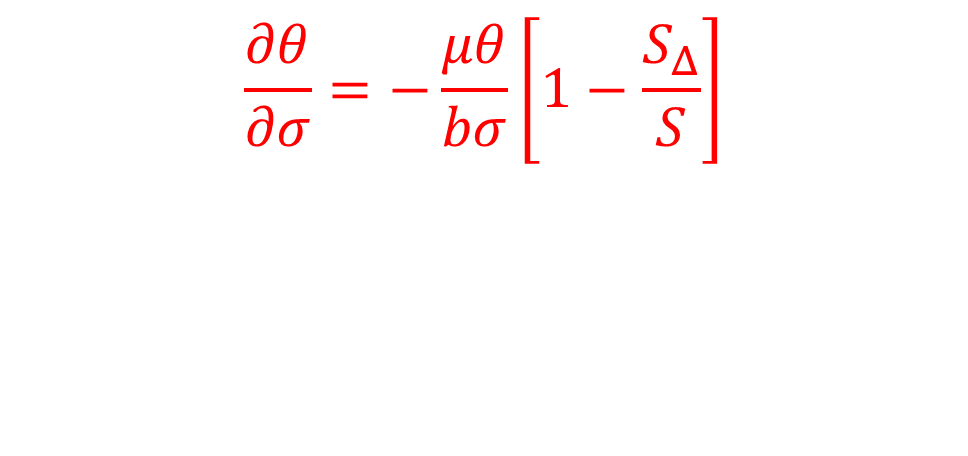 ∂θ/∂σ = − μθ/bσ [1 − S_Δ/S]